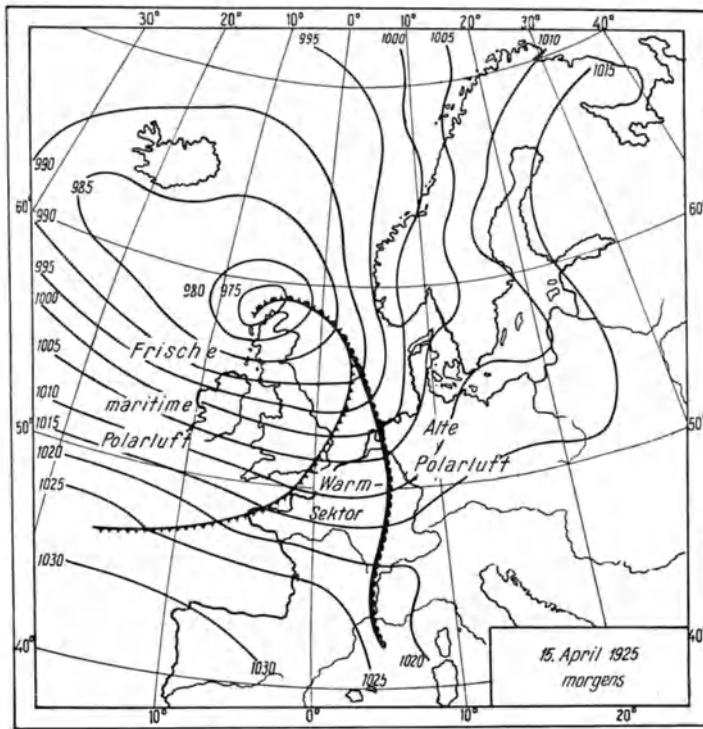 30° 20° 10° 0° 10° 20° 30° 40°
995 1000 1005 1010
1015
990
985
60° 60°
990
980 975
995
1000
Frische
1005
maritime
Alte
1010
50° 50°
1015 Polarluft Polarluft
1020
Warm-
1025
Sektor
1030
40° 40°
1030 1025 1020
15. April 1925
morgens
10° 0° 10° 20°